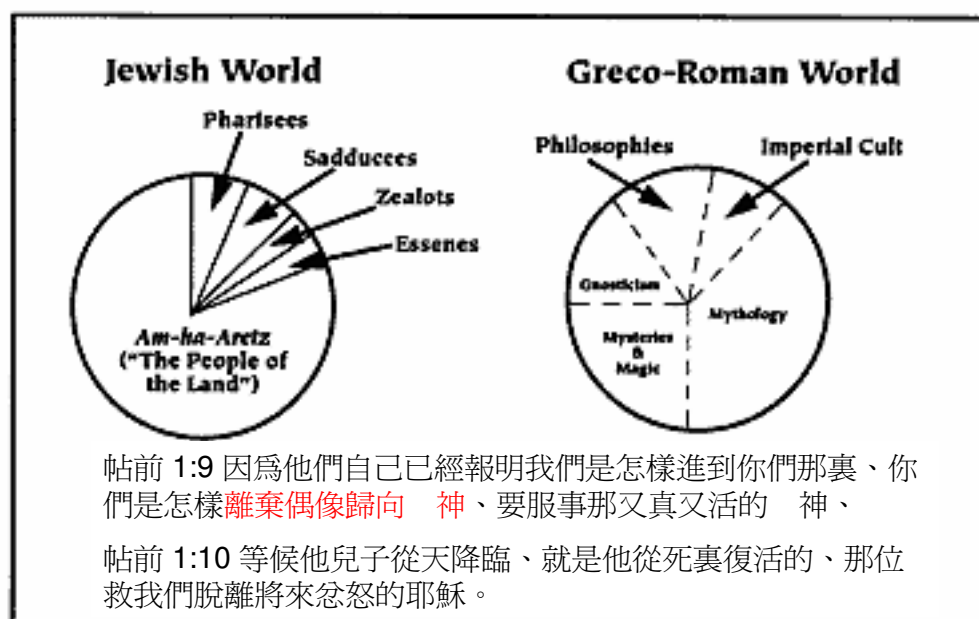 Jewish World
Pharisees
Sadducees
Zealots
Essenes
Am-ha-Aretz
("The People of
the Land")
Greco-Roman World
Philosophies
Imperial Cult
Gnosticism
Mythology
Mysteries
&
Magic
帖前 1:9 因爲他們自己已經報明我們是怎樣進到你們那裏、你
們是怎樣離棄偶像歸向　神、要服事那又真又活的　神、
帖前 1:10 等候他兒子從天降臨、就是他從死裏復活的、那位
救我們脫離將來忿怒的耶穌。